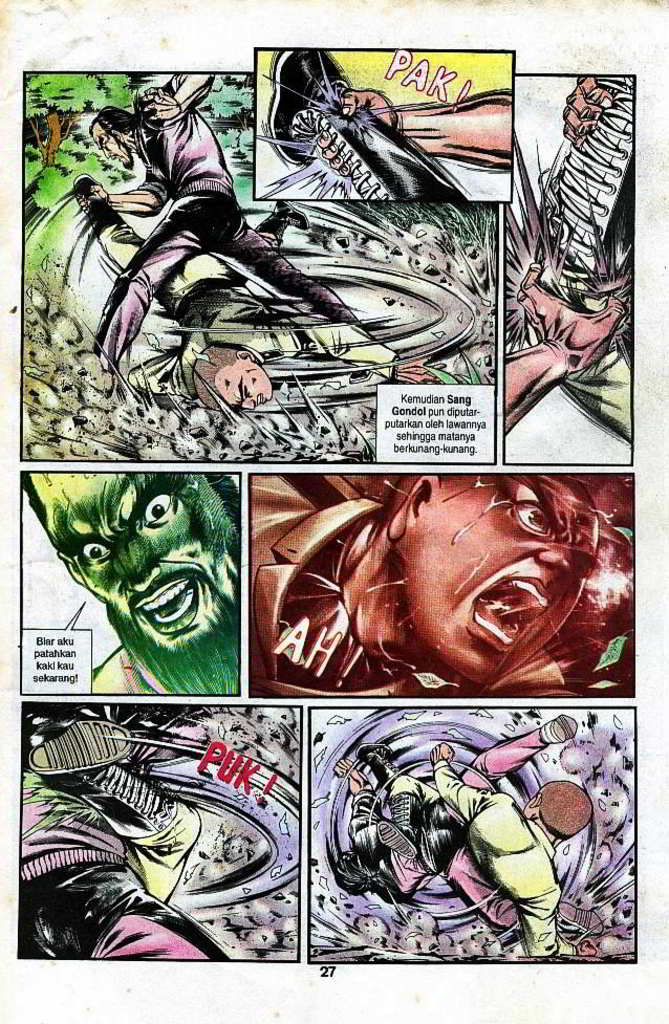 PAK!
Kemudian Sang
Gondol pun diputar-
putarkan oleh lawannya
sehingga matanya
berkunang-kunang.
Biar aku
patahkan
kaki kau
sekarang!
AH!
PUK!
27